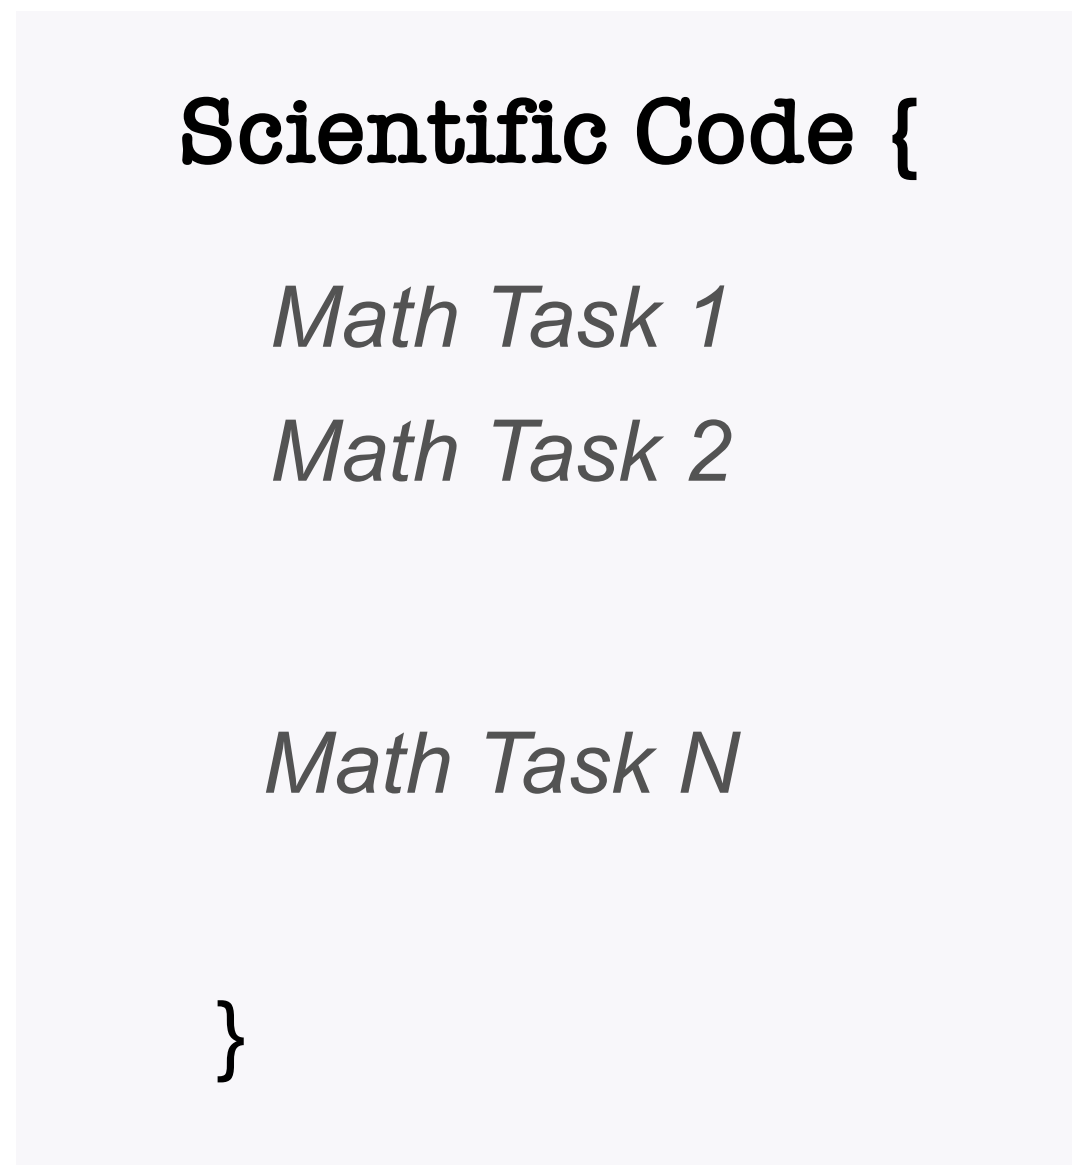 Scientific Code {
Math Task 1
Math Task 2
Math Task N
}